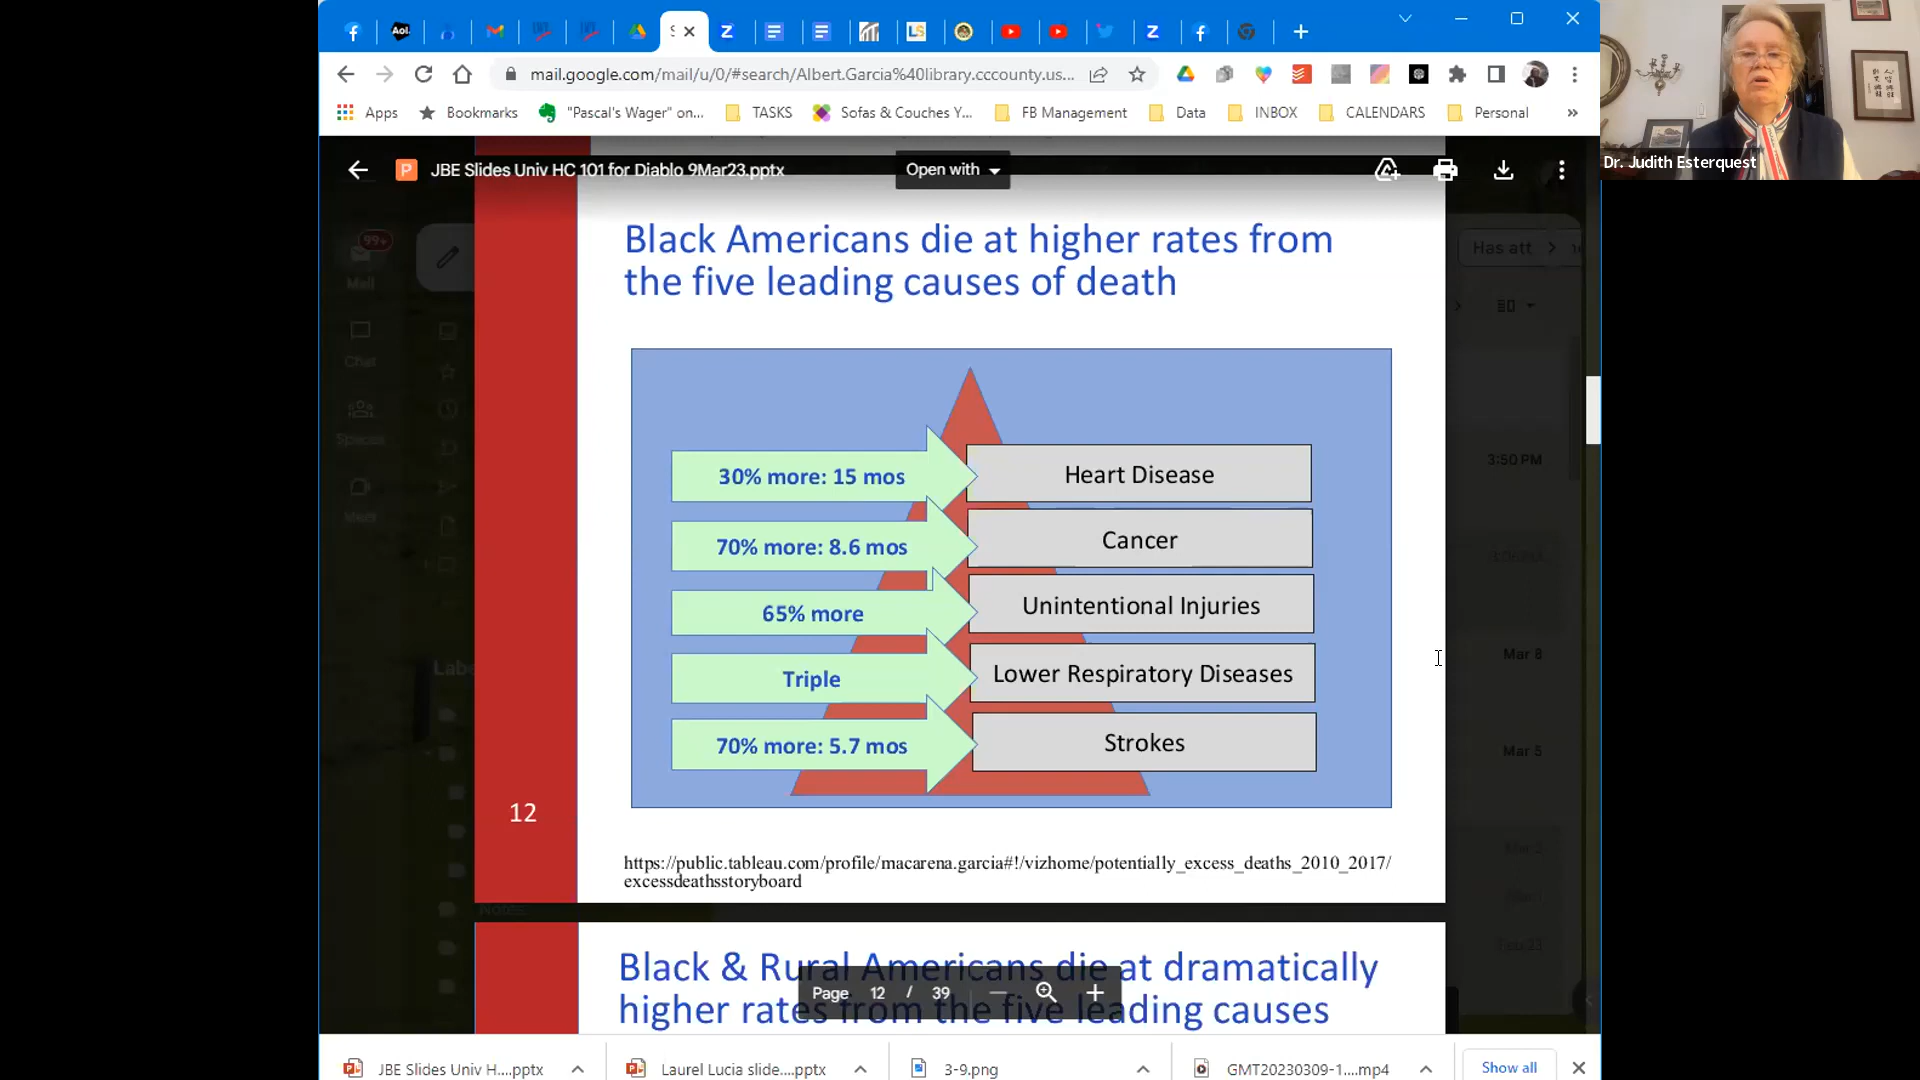 Aol.
mail.google.com/mail/u/0/#search/Albert.Garcia%40library.cccounty.us...
Apps
Bookmarks
"Pascal's Wager" on...
TASKS
Sofas & Couches Y...
FB Management
Data
INBOX
CALENDARS
Personal
»
Dr. Judith Esterquest
JBE Slides Univ HC 101 for Diablo 9Mar23.pptx
Open with
99+
Mail
Chat
Spaces
Meet
Has att
3:50 PM
Mar 8
Mar 5
Black Americans die at higher rates from
the five leading causes of death
30% more: 15 mos
Heart Disease
70% more: 8.6 mos
Cancer
65% more
Unintentional Injuries
Triple
Lower Respiratory Diseases
70% more: 5.7 mos
Strokes
12
https://public.tableau.com/profile/macarena.garcia#!/vizhome/potentially_excess_deaths_2010_2017/
excessdeathsstoryboard
Black & Rural Americans die at dramatically
higher rates from the five leading causes
Page 12 / 39
JBE Slides Univ H....pptx
Laurel Lucia slide....pptx
3-9.png
GMT20230309-1....mp4
Show all